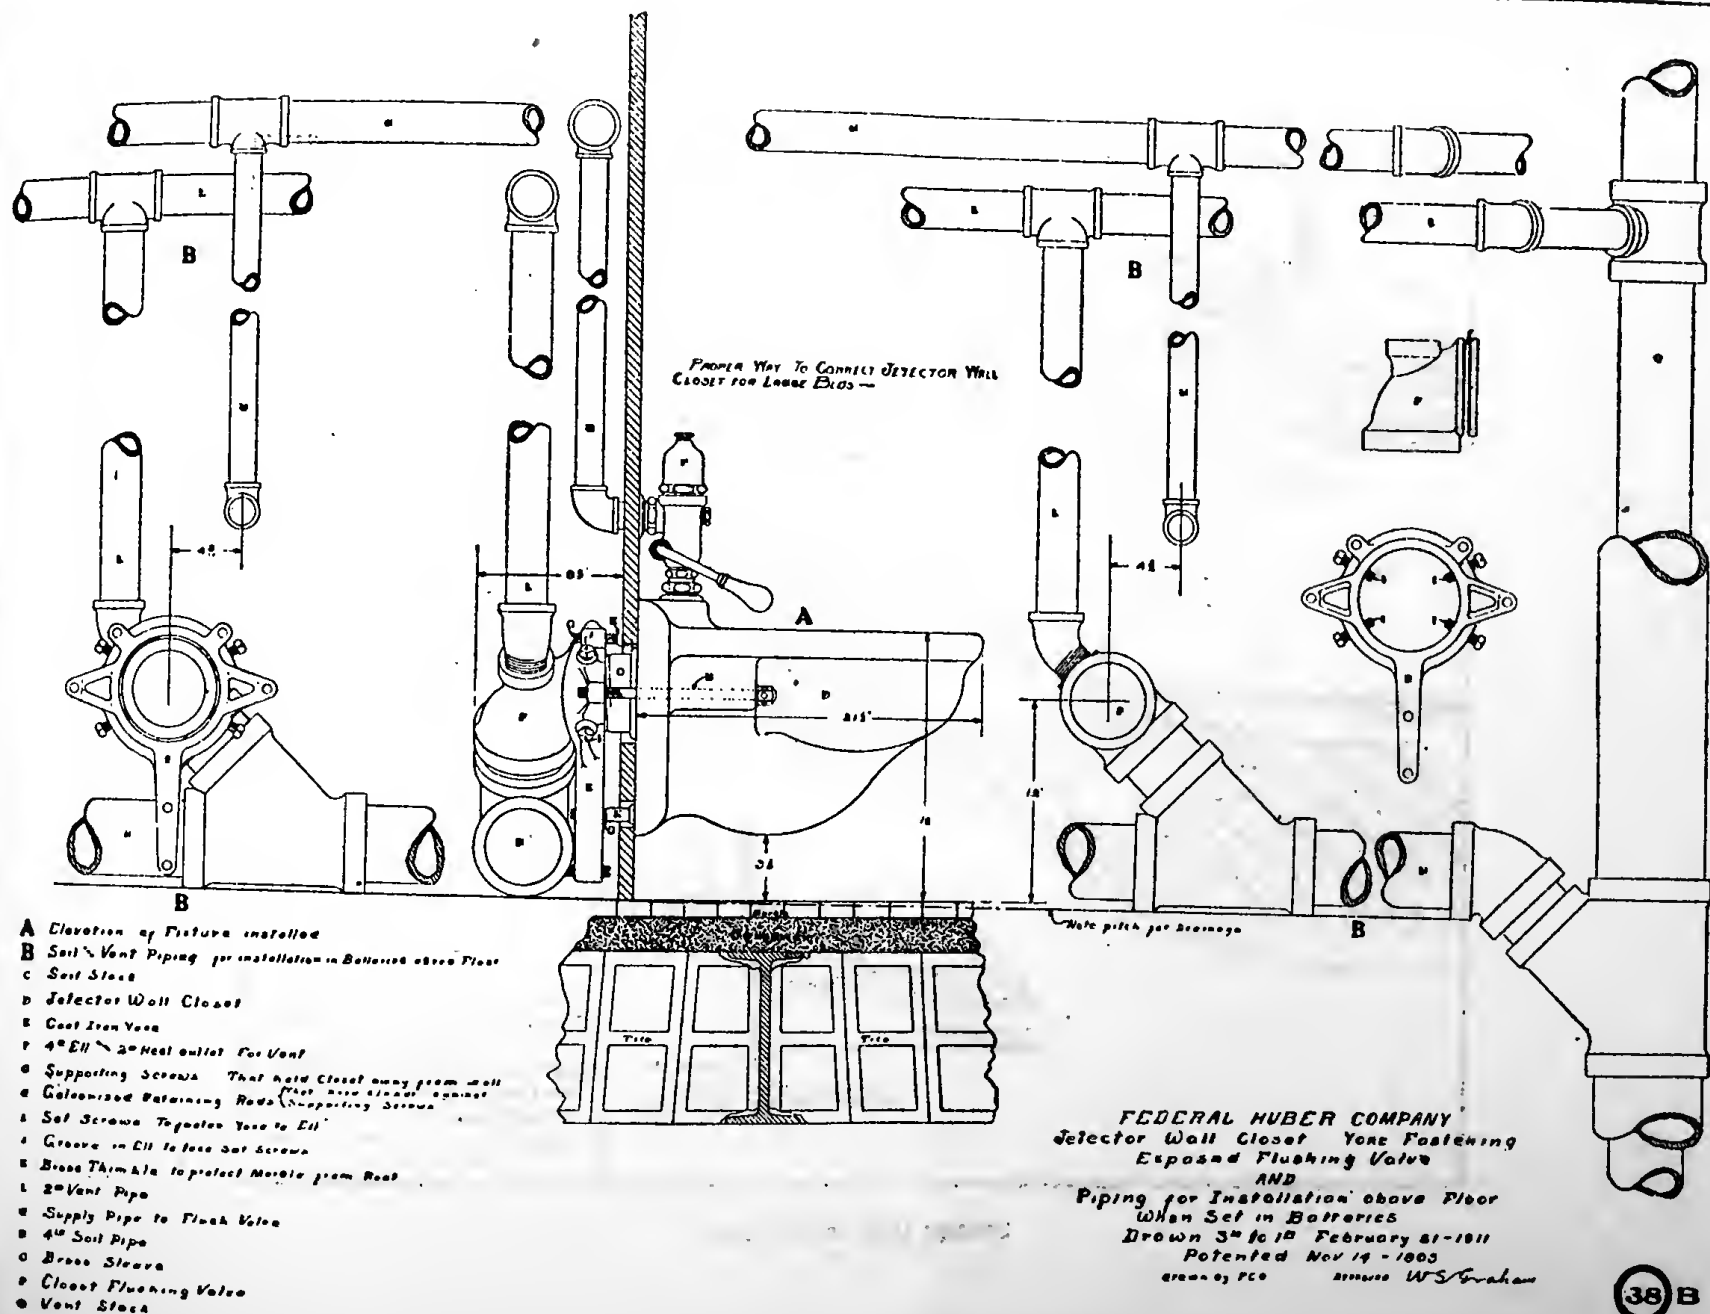 PROPER WAY TO CONNECT JETECTOR WALL
CLOSET FOR LARGE BLDS —
B
B
A
B
B
Note pitch for Drainage
Tile
Tile
A Elevation of Fixture installed
B Soil & Vent Piping for installation in Batteries above Floor
C Soil Stack
D Jetector Wall Closet
E Cast Iron Yoke
F 4" Ell & 2" Heel outlet For Vent
G Supporting Screws That hold Closet away from wall
Galvanized Retaining Rods Supporting Screws
Set Screws Yoke to Ell
J Groove in Ell to Set Screws
K Brass Thimble to protect Marble from Rust
L 2" Vent Pipe
M Supply Pipe to Flush Valve
N 4" Soil Pipe
O Brass Sleeve
P Closet Flushing Valve
Q Vent Stack
FEDERAL HUBER COMPANY
Jetector Wall Closet Yoke Fastening
Exposed Flushing Valve
AND
Piping for Installation above Floor
When Set in Batteries
Drawn 3" to 1" February 21-1911
Patented Nov 14 - 1905
drawn by W S Graham
38 B